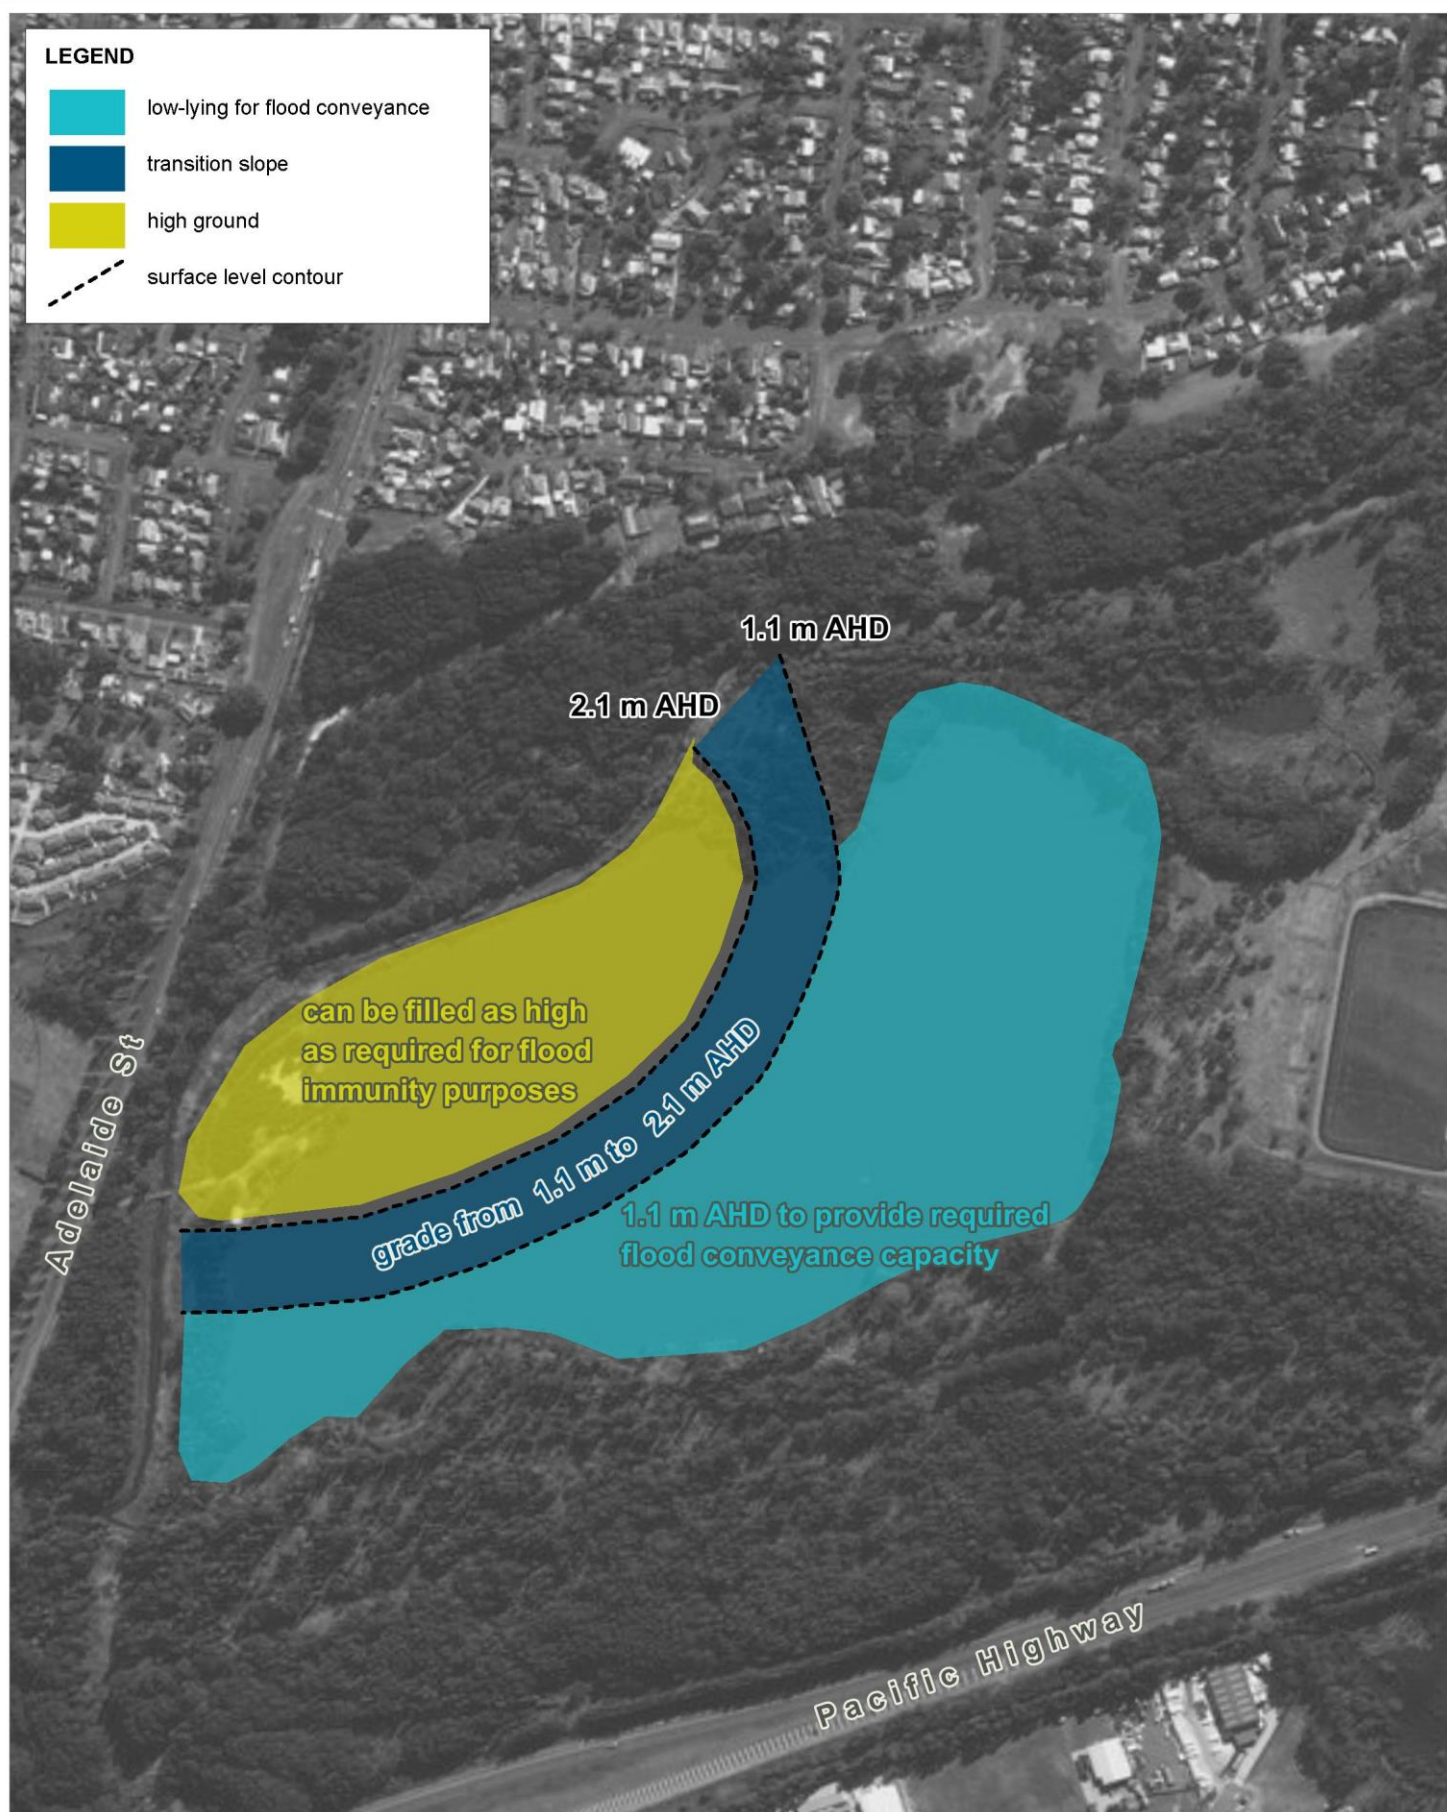 LEGEND
low-lying for flood conveyance
transition slope
high ground
surface level contour
1.1 m AHD
2.1 m AHD
can be filled as high
as required for flood
immunity purposes
Adelaide St
grade from 1.1 m to 2.1 m AHD
1.1 m AHD to provide required
flood conveyance capacity
Pacific Highway